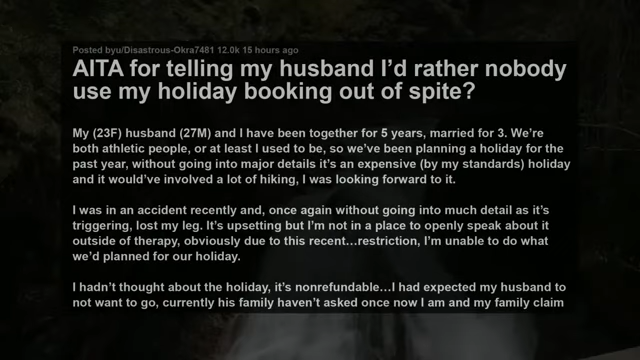 Posted byu/Disastrous-Okra7481 12.0k 15 hours ago
AITA for telling my husband I'd rather nobody
use my holiday booking out of spite?
My (23F) husband (27M) and I have been together for 5 years, married for 3. We're
both athletic people, or at least I used to be, so we've been planning a holiday for the
past year, without going into major details it's an expensive (by my standards) holiday
and it would've involved a lot of hiking, I was looking forward to it.
I was in an accident recently and, once again without going into much detail as it's
triggering, lost my leg. It's upsetting but I'm not in a place to openly speak about it
outside of therapy, obviously due to this recent...restriction, I'm unable to do what
we'd planned for our holiday.
I hadn't thought about the holiday, it's nonrefundable...I had expected my husband to
not want to go, currently his family haven't asked once now I am and my family claim